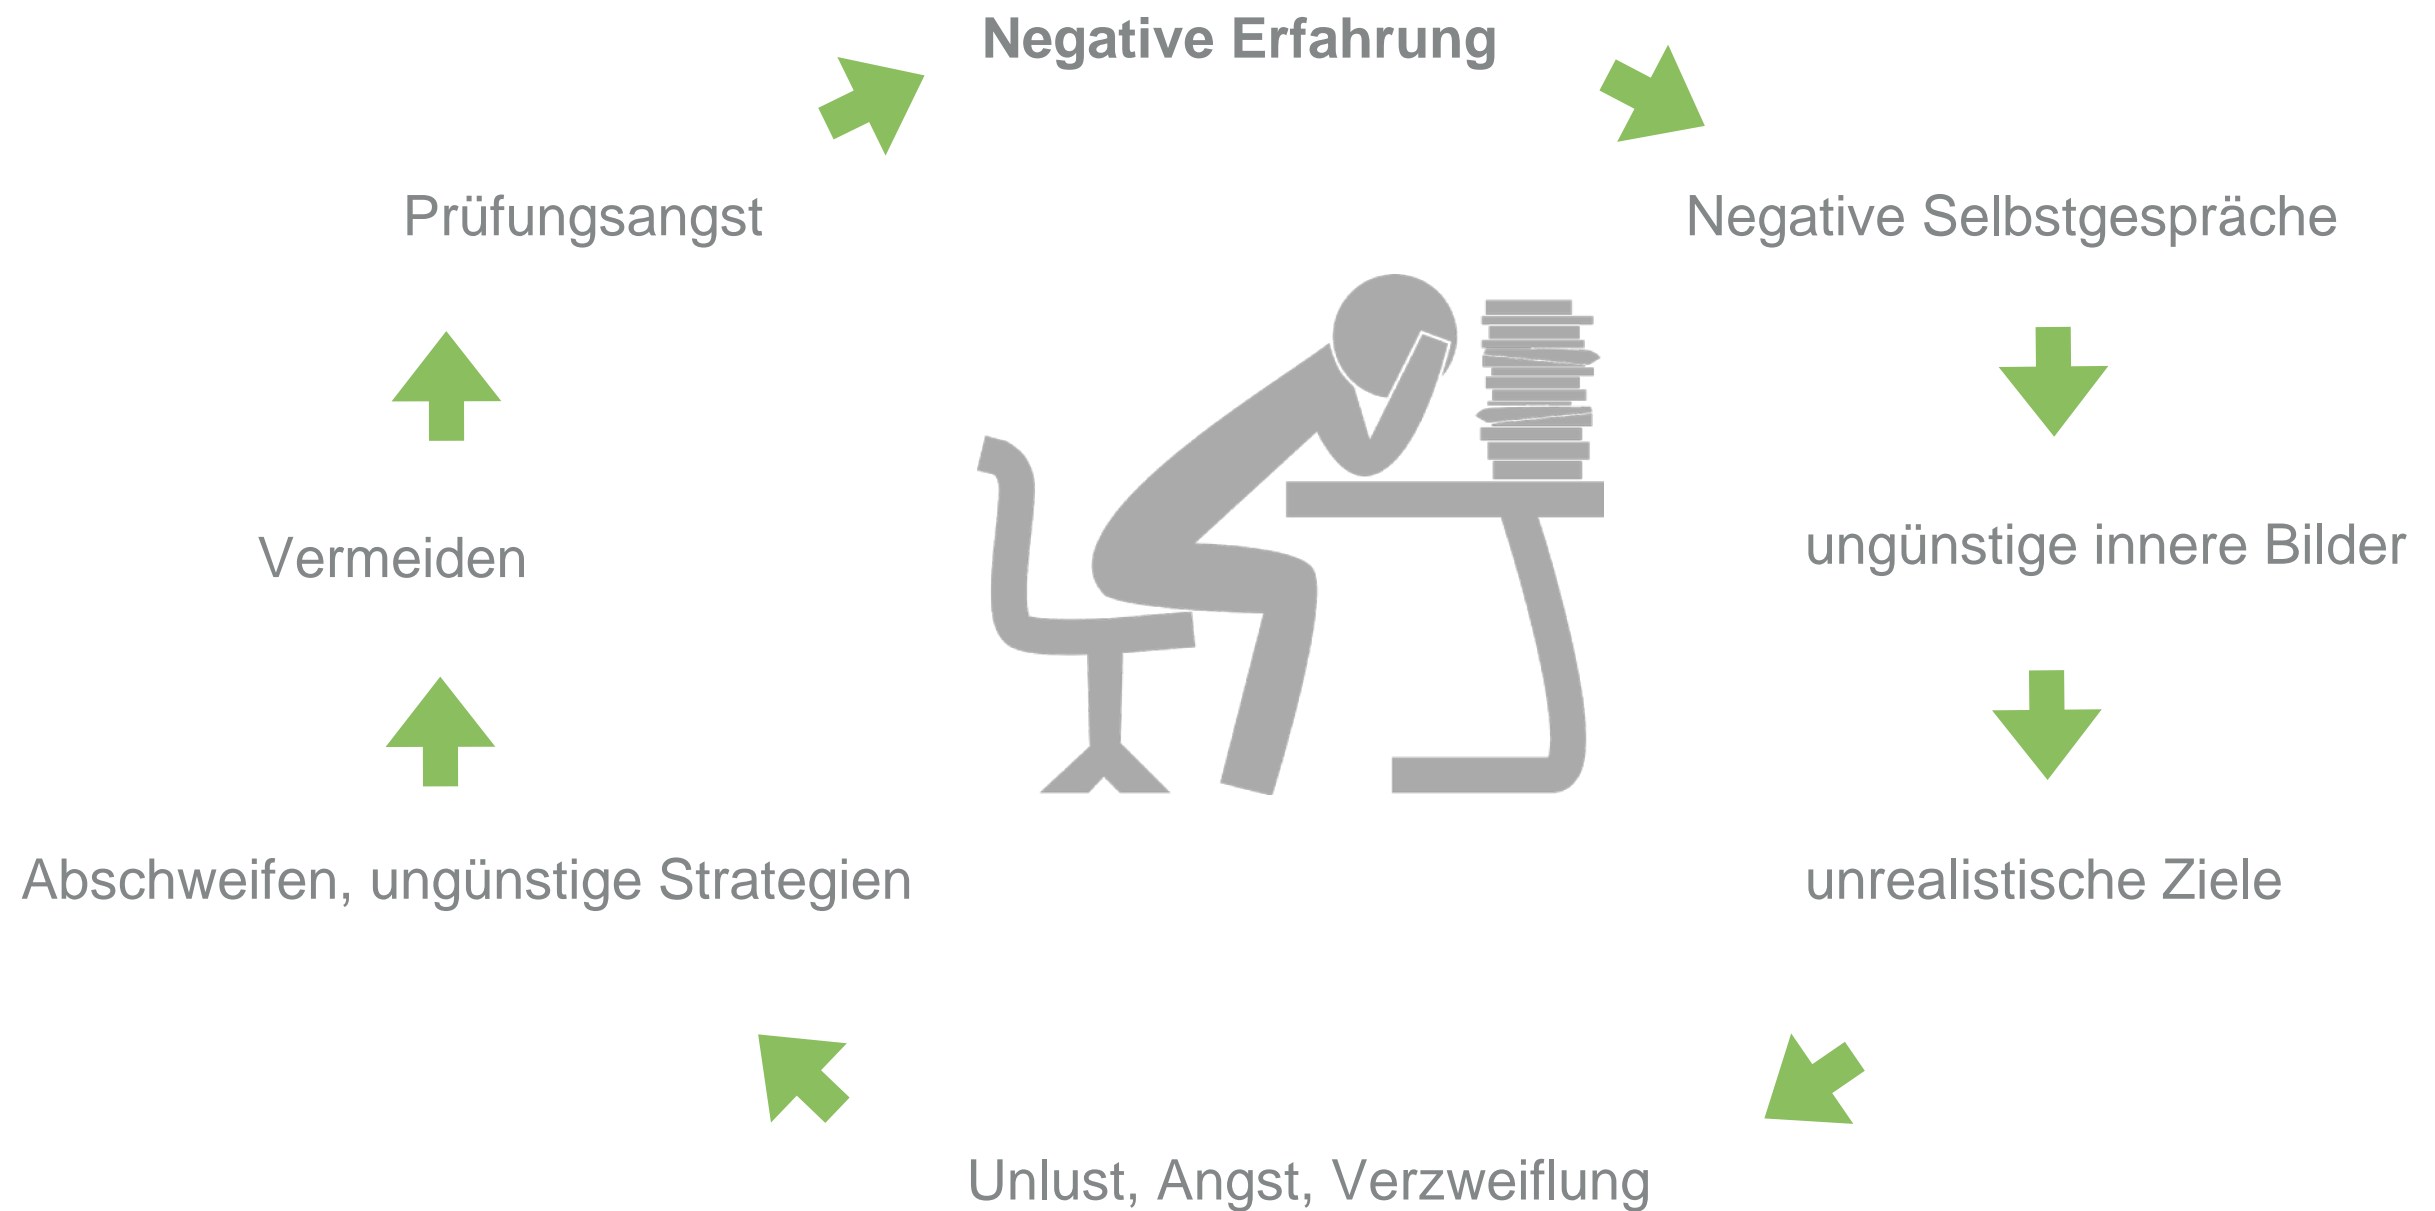 Negative Erfahrung
Prüfungsangst
Negative Selbstgespräche
Vermeiden
ungünstige innere Bilder
Abschweifen, ungünstige Strategien
unrealistische Ziele
Unlust, Angst, Verzweiflung